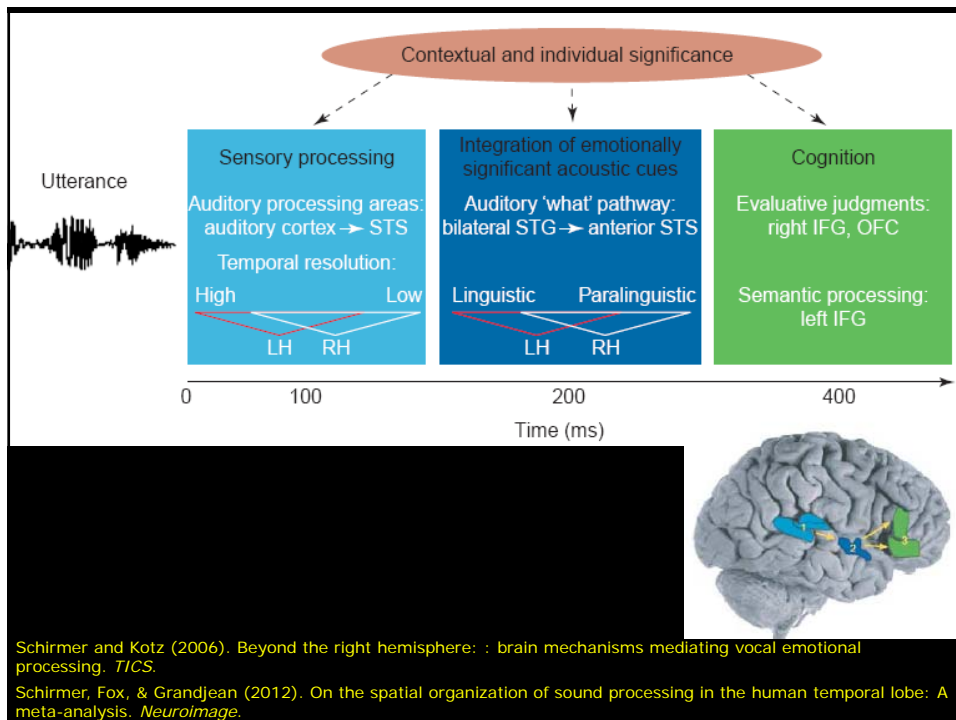 Contextual and individual significance
Utterance
Sensory processing
Auditory processing areas:
auditory cortex → STS
Temporal resolution:
High Low
LH RH
Integration of emotionally
significant acoustic cues
Auditory ‘what’ pathway:
bilateral STG → anterior STS
Linguistic Paralinguistic
LH RH
Cognition
Evaluative judgments:
right IFG, OFC
Semantic processing:
left IFG
0 100 200 400
Time (ms)
1
2
3
Schirmer and Kotz (2006). Beyond the right hemisphere: : brain mechanisms mediating vocal emotional
processing. TICS.
Schirmer, Fox, & Grandjean (2012). On the spatial organization of sound processing in the human temporal lobe: A
meta-analysis. Neuroimage.